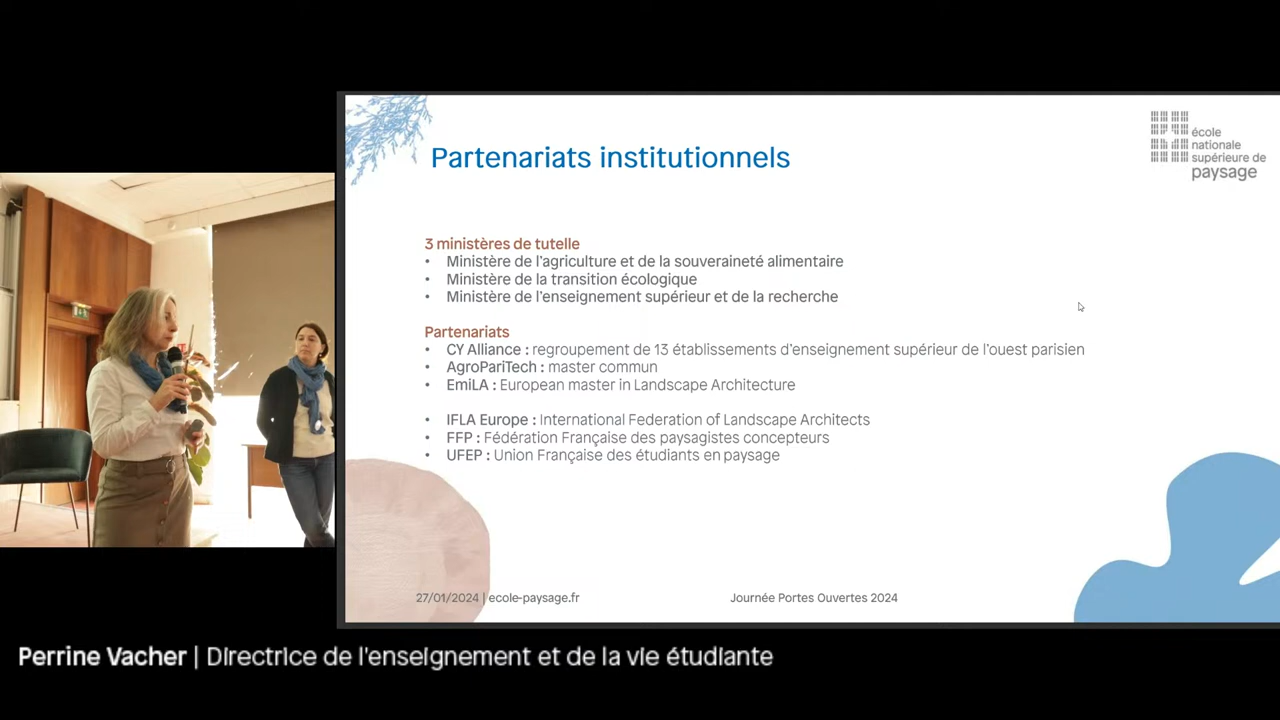 Partenariats institutionnels
école
nationale
supérieure de
paysage
3 ministères de tutelle
• Ministère de l'agriculture et de la souveraineté alimentaire
• Ministère de la transition écologique
• Ministère de l'enseignement supérieur et de la recherche
Partenariats
• CY Alliance : regroupement de 13 établissements d'enseignement supérieur de l'ouest parisien
• AgroPariTech : master commun
• EmiLA : European master in Landscape Architecture
• IFLA Europe : International Federation of Landscape Architects
• FFP : Fédération Française des paysagistes concepteurs
• UFEP : Union Française des étudiants en paysage
27/01/2024 | ecole-paysage.fr
Journée Portes Ouvertes 2024
Perrine Vacher | Directrice de l'enseignement et de la vie étudiante